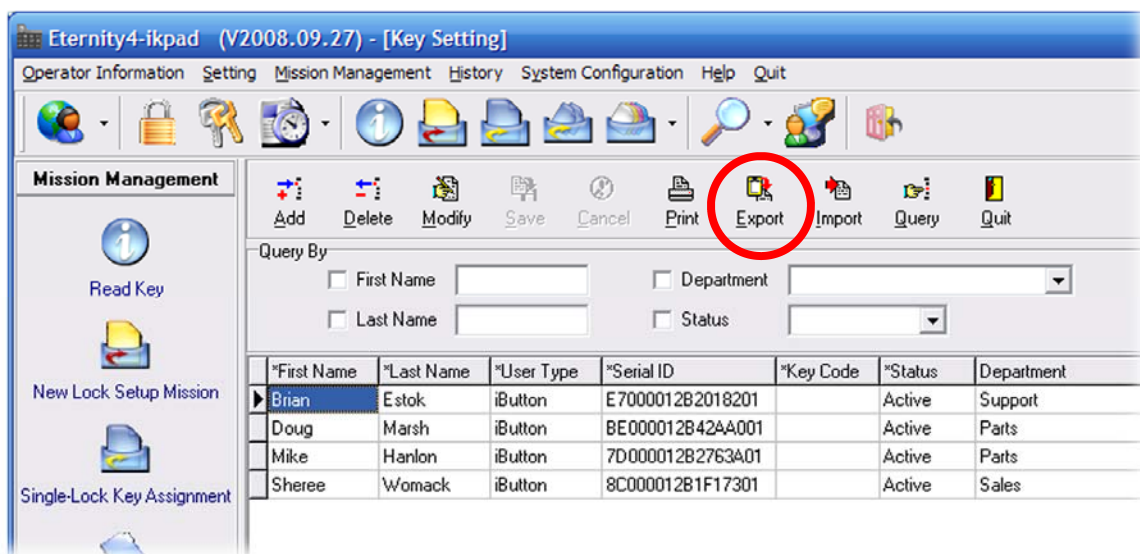 Eternity4-ikpad (V2008.09.27) - [Key Setting]
Operator Information Setting Mission Management History System Configuration Help Quit
Mission Management
Add Delete Modify Save Cancel Print Export Import Query Quit
Query By
First Name Department
Read Key
Last Name Status
*First Name *Last Name *User Type *Serial ID *Key Code *Status Department
New Lock Setup Mission
Brian Estok iButton E7000012B2018201 Active Support
Doug Marsh iButton BE000012B42AA001 Active Parts
Mike Hanlon iButton 7D000012B2763A01 Active Parts
Sheree Womack iButton 8C000012B1F17301 Active Sales
Single-Lock Key Assignment